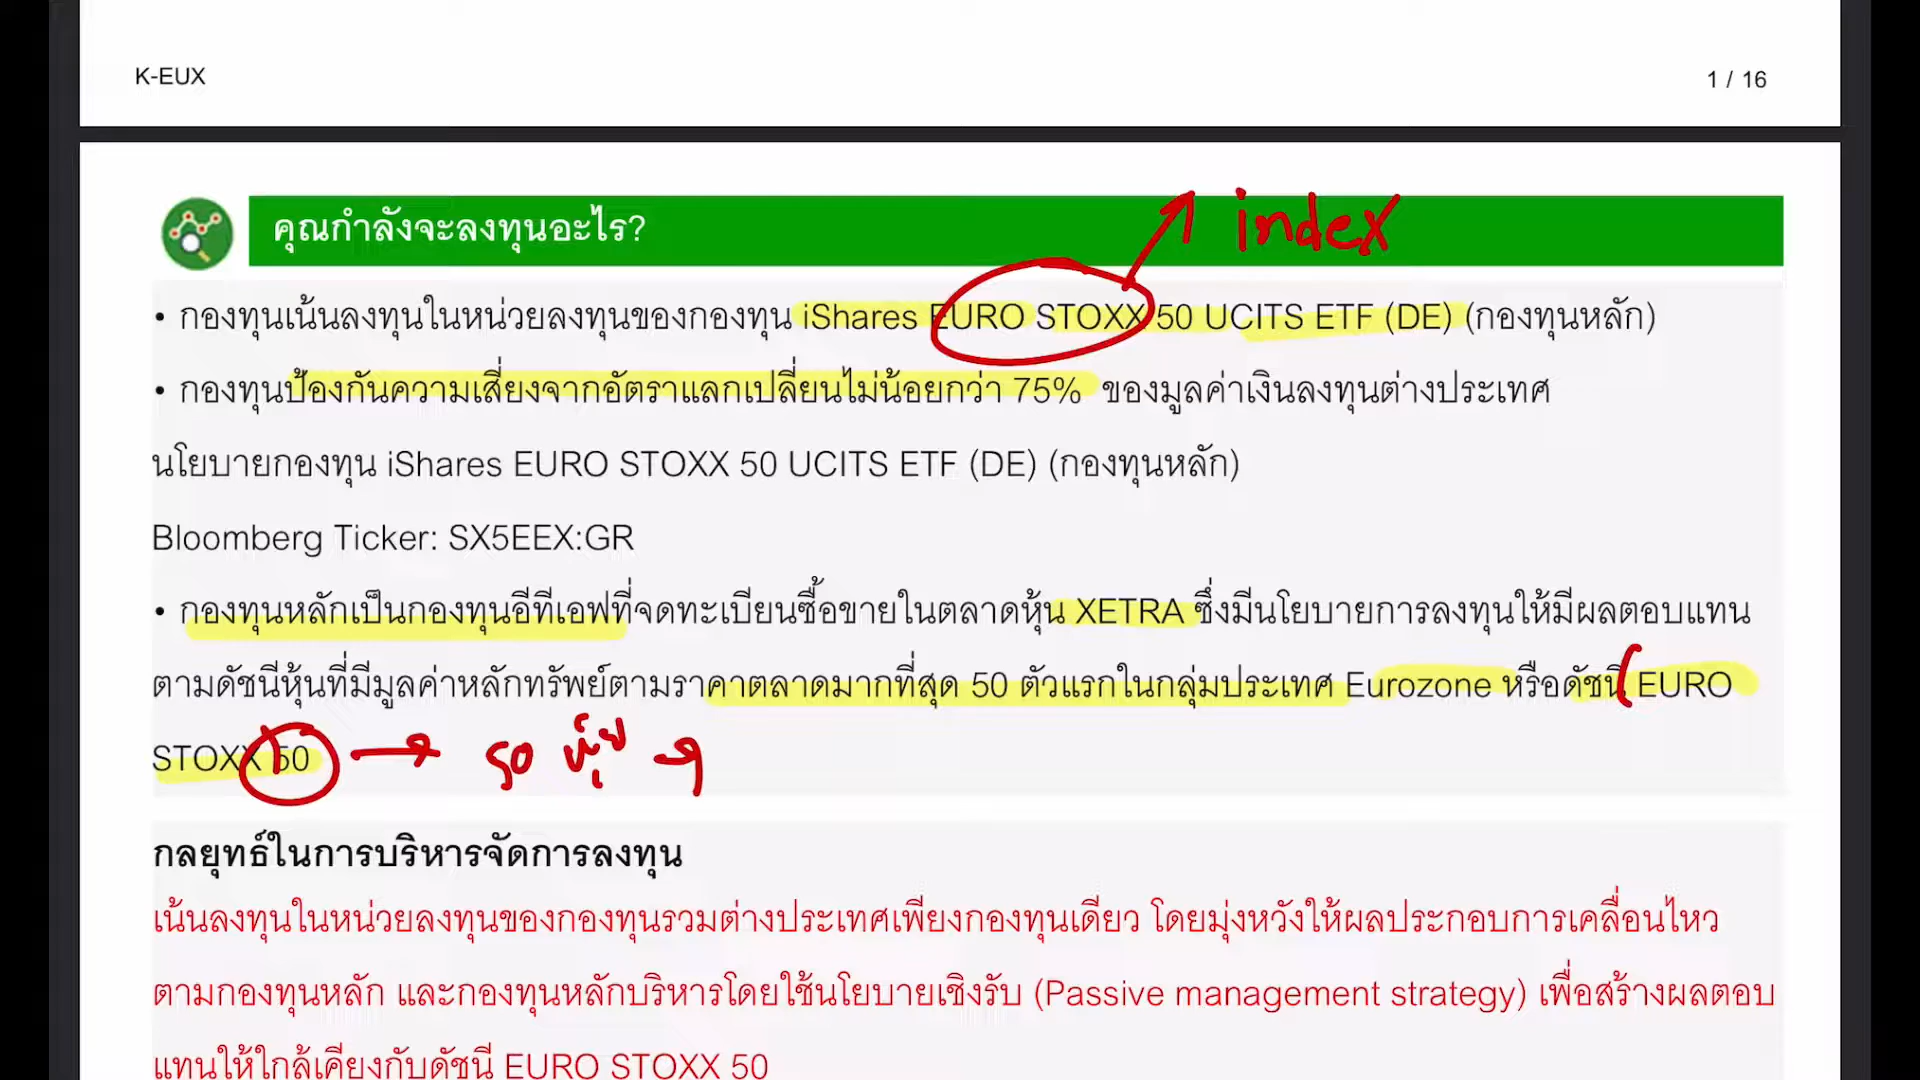 K-EUX
1 / 16
คุณกำลังจะลงทุนอะไร?
index
• กองทุนเน้นลงทุนในหน่วยลงทุนของกองทุน iShares EURO STOXX 50 UCITS ETF (DE) (กองทุนหลัก)
• กองทุนป้องกันความเสี่ยงจากอัตราแลกเปลี่ยนไม่น้อยกว่า 75% ของมูลค่าเงินลงทุนต่างประเทศ
นโยบายกองทุน iShares EURO STOXX 50 UCITS ETF (DE) (กองทุนหลัก)
Bloomberg Ticker: SX5EEX:GR
• กองทุนหลักเป็นกองทุนอีทีเอฟที่จดทะเบียนซื้อขายในตลาดหุ้น XETRA ซึ่งมีนโยบายการลงทุนให้มีผลตอบแทน
ตามดัชนีหุ้นที่มีมูลค่าหลักทรัพย์ตามราคาตลาดมากที่สุด 50 ตัวแรกในกลุ่มประเทศ Eurozone หรือดัชนี EURO
STOXX 50
50 หุ้น
กลยุทธ์ในการบริหารจัดการลงทุน
เน้นลงทุนในหน่วยลงทุนของกองทุนรวมต่างประเทศเพียงกองทุนเดียว โดยมุ่งหวังให้ผลประกอบการเคลื่อนไหว
ตามกองทุนหลัก และกองทุนหลักบริหารโดยใช้นโยบายเชิงรับ (Passive management strategy) เพื่อสร้างผลตอบ
แทนให้ใกล้เคียงกับดัชนี EURO STOXX 50